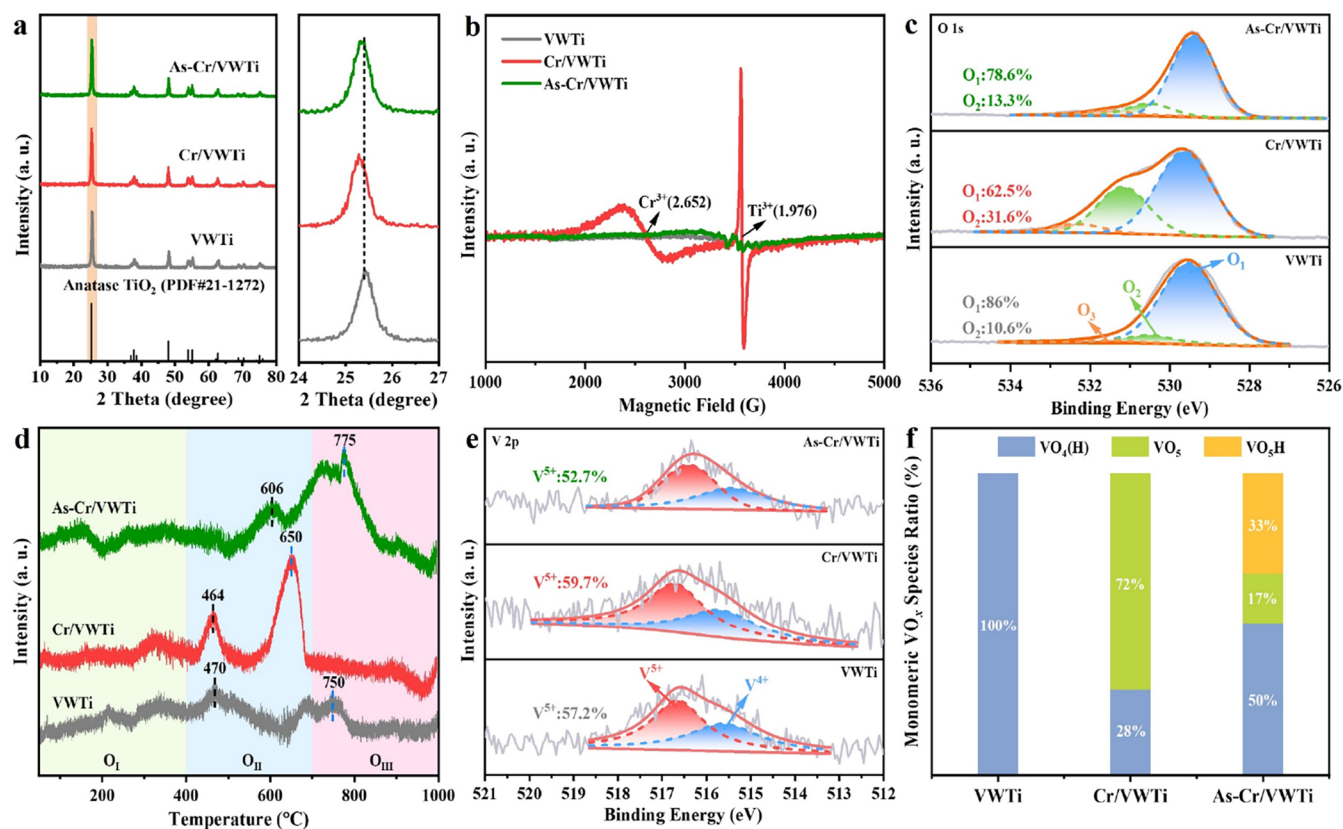 a
Intensity (a. u.)
As-Cr/VWTi
Cr/VWTi
VWTi
Anatase TiO₂ (PDF#21-1272)
10 20 30 40 50 60 70 80
2 Theta (degree)
24 25 26 27
2 Theta (degree)
b
Intensity (a. u.)
VWTi
Cr/VWTi
As-Cr/VWTi
Cr³⁺(2.652)
Ti³⁺(1.976)
1000 2000 3000 4000 5000
Magnetic Field (G)
c
Intensity (a. u.)
O 1s
As-Cr/VWTi
O₁:78.6%
O₂:13.3%
Cr/VWTi
O₁:62.5%
O₂:31.6%
VWTi
O₁
O₂
O₃
O₁:86%
O₂:10.6%
536 534 532 530 528 526
Binding Energy (eV)
d
Intensity (a. u.)
775
606
As-Cr/VWTi
650
464
Cr/VWTi
470
750
VWTi
O_I
O_II
O_III
200 400 600 800 1000
Temperature (°C)
e
Intensity (a. u.)
V 2p
As-Cr/VWTi
V⁵⁺:52.7%
Cr/VWTi
V⁵⁺:59.7%
VWTi
V⁵⁺
V⁴⁺
V⁵⁺:57.2%
521 520 519 518 517 516 515 514 513 512
Binding Energy (eV)
f
Monomeric VOₓ Species Ratio (%)
VO₄(H)
VO₅
VO₅H
100%
72%
28%
33%
17%
50%
VWTi
Cr/VWTi
As-Cr/VWTi